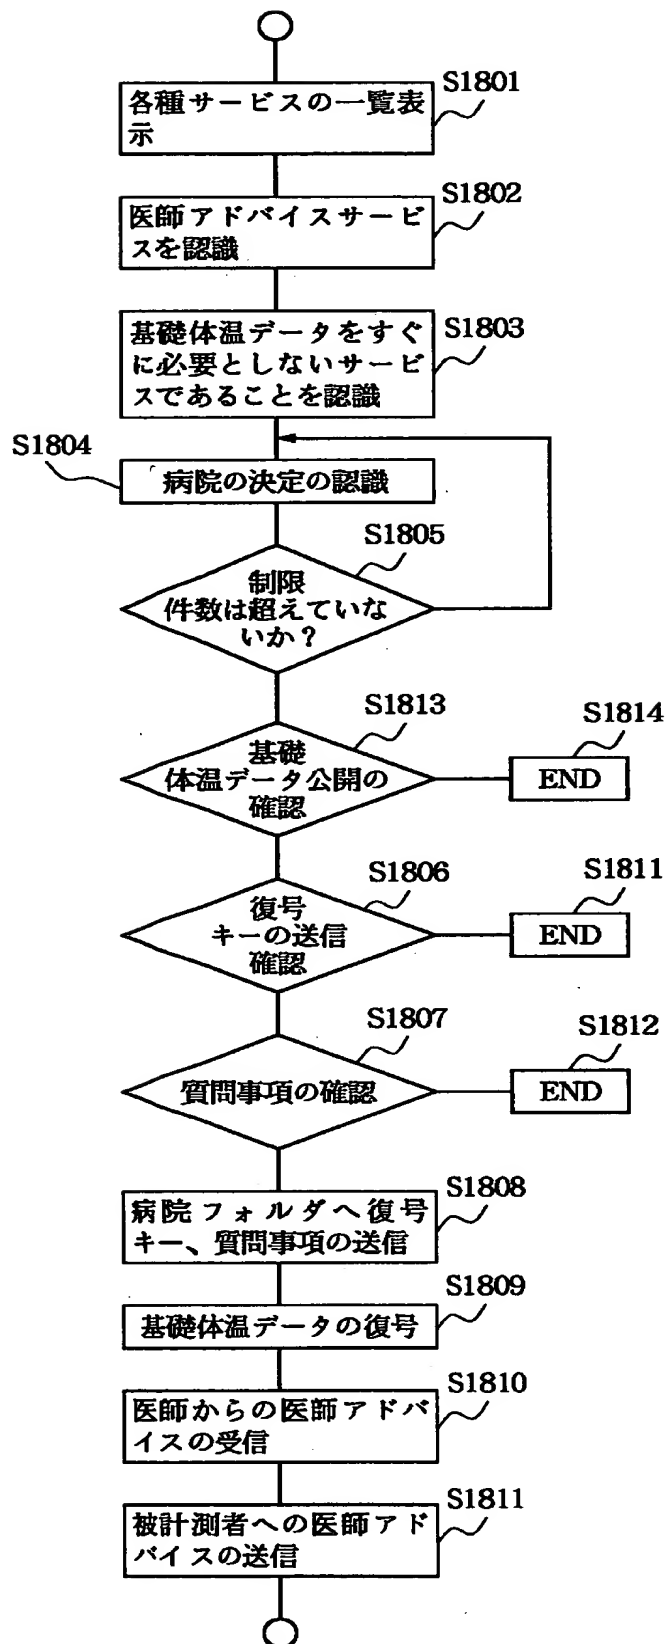 S1801
各種サービスの一覧表
示
S1802
医師アドバイスサービ
スを認識
S1803
基礎体温データをすぐ
に必要としないサービ
スであることを認識
S1804
病院の決定の認識
S1805
制限
件数は超えていな
いか？
S1813
基礎
体温データ公開の
確認
S1814
END
S1806
復号
キーの送信
確認
S1811
END
S1807
質問事項の確認
S1812
END
S1808
病院フォルダへ復号
キー、質問事項の送信
S1809
基礎体温データの復号
S1810
医師からの医師アドバ
イスの受信
S1811
被計測者への医師アド
バイスの送信